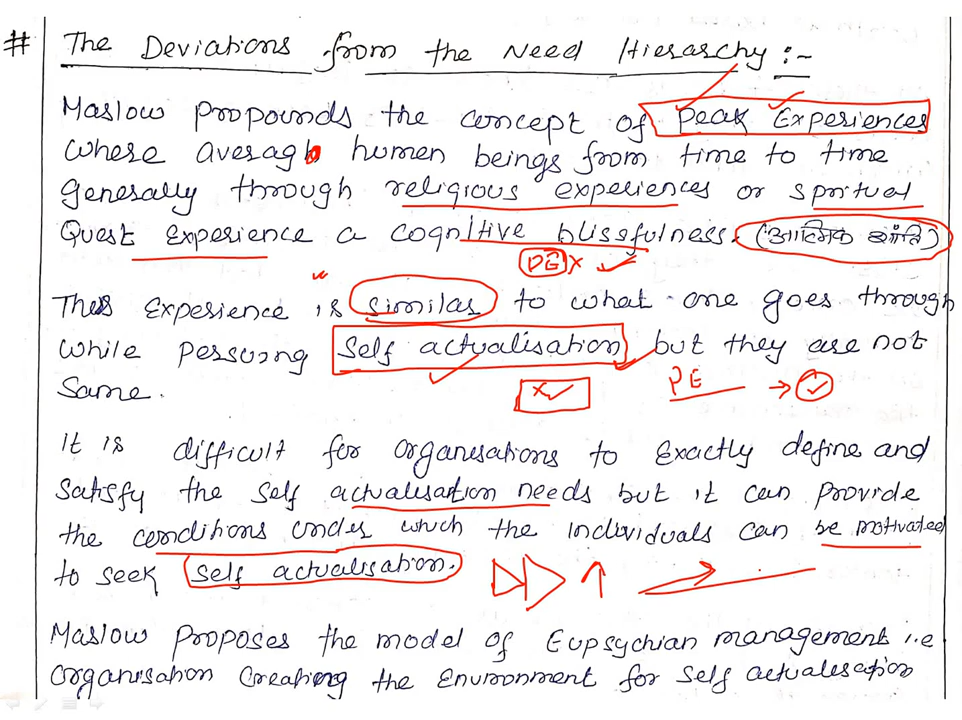 # The Deviations from the Need Hierarchy :-
Maslow propounds the concept of Peak Experiences
where average human beings from time to time
generally through religious experiences or spritual
Quest experience a cognitive blissfulness. (आत्मिक शाँति)
PE x
This experience is similar to what one goes through
while perssuing self actualisation but they are not
same.
x
PE
It is difficult for organisations to exactly define and
satisfy the self actualisation needs but it can provide
the conditions under which the individuals can be motivated
to seek self actualisation.
Maslow proposes the model of Eupsychian management i.e
organisation creating the environment for self actualisation